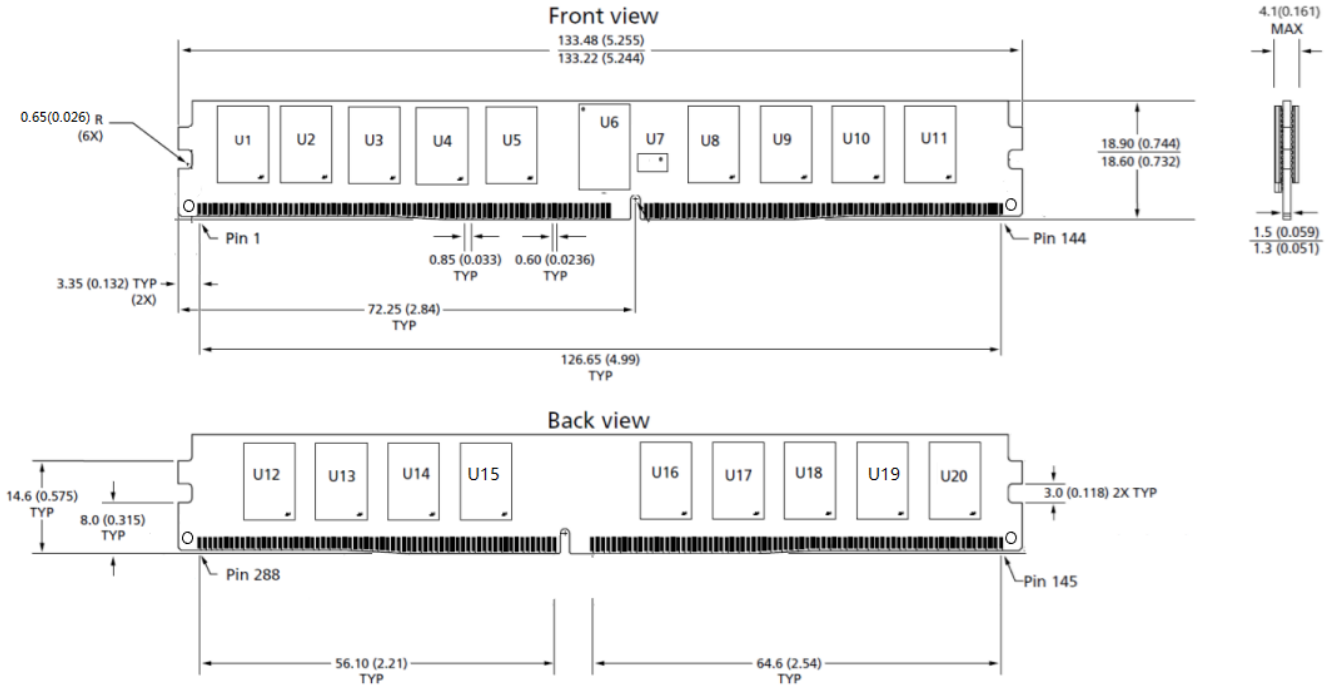 Front view
133.48 (5.255)
133.22 (5.244)
4.1(0.161)
MAX
0.65(0.026) R
(6X)
U1
U2
U3
U4
U5
U6
U7
U8
U9
U10
U11
18.90 (0.744)
18.60 (0.732)
Pin 1
Pin 144
1.5 (0.059)
1.3 (0.051)
0.85 (0.033)
TYP
0.60 (0.0236)
TYP
3.35 (0.132) TYP
(2X)
72.25 (2.84)
TYP
126.65 (4.99)
TYP
Back view
U12
U13
U14
U15
U16
U17
U18
U19
U20
14.6 (0.575)
TYP
8.0 (0.315)
TYP
3.0 (0.118) 2X TYP
Pin 288
Pin 145
56.10 (2.21)
TYP
64.6 (2.54)
TYP